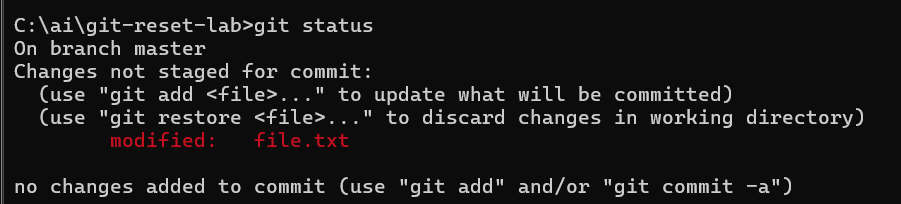 C:\ai\git-reset-lab>git status
On branch master
Changes not staged for commit:
  (use "git add <file>..." to update what will be committed)
  (use "git restore <file>..." to discard changes in working directory)
        modified:   file.txt

no changes added to commit (use "git add" and/or "git commit -a")